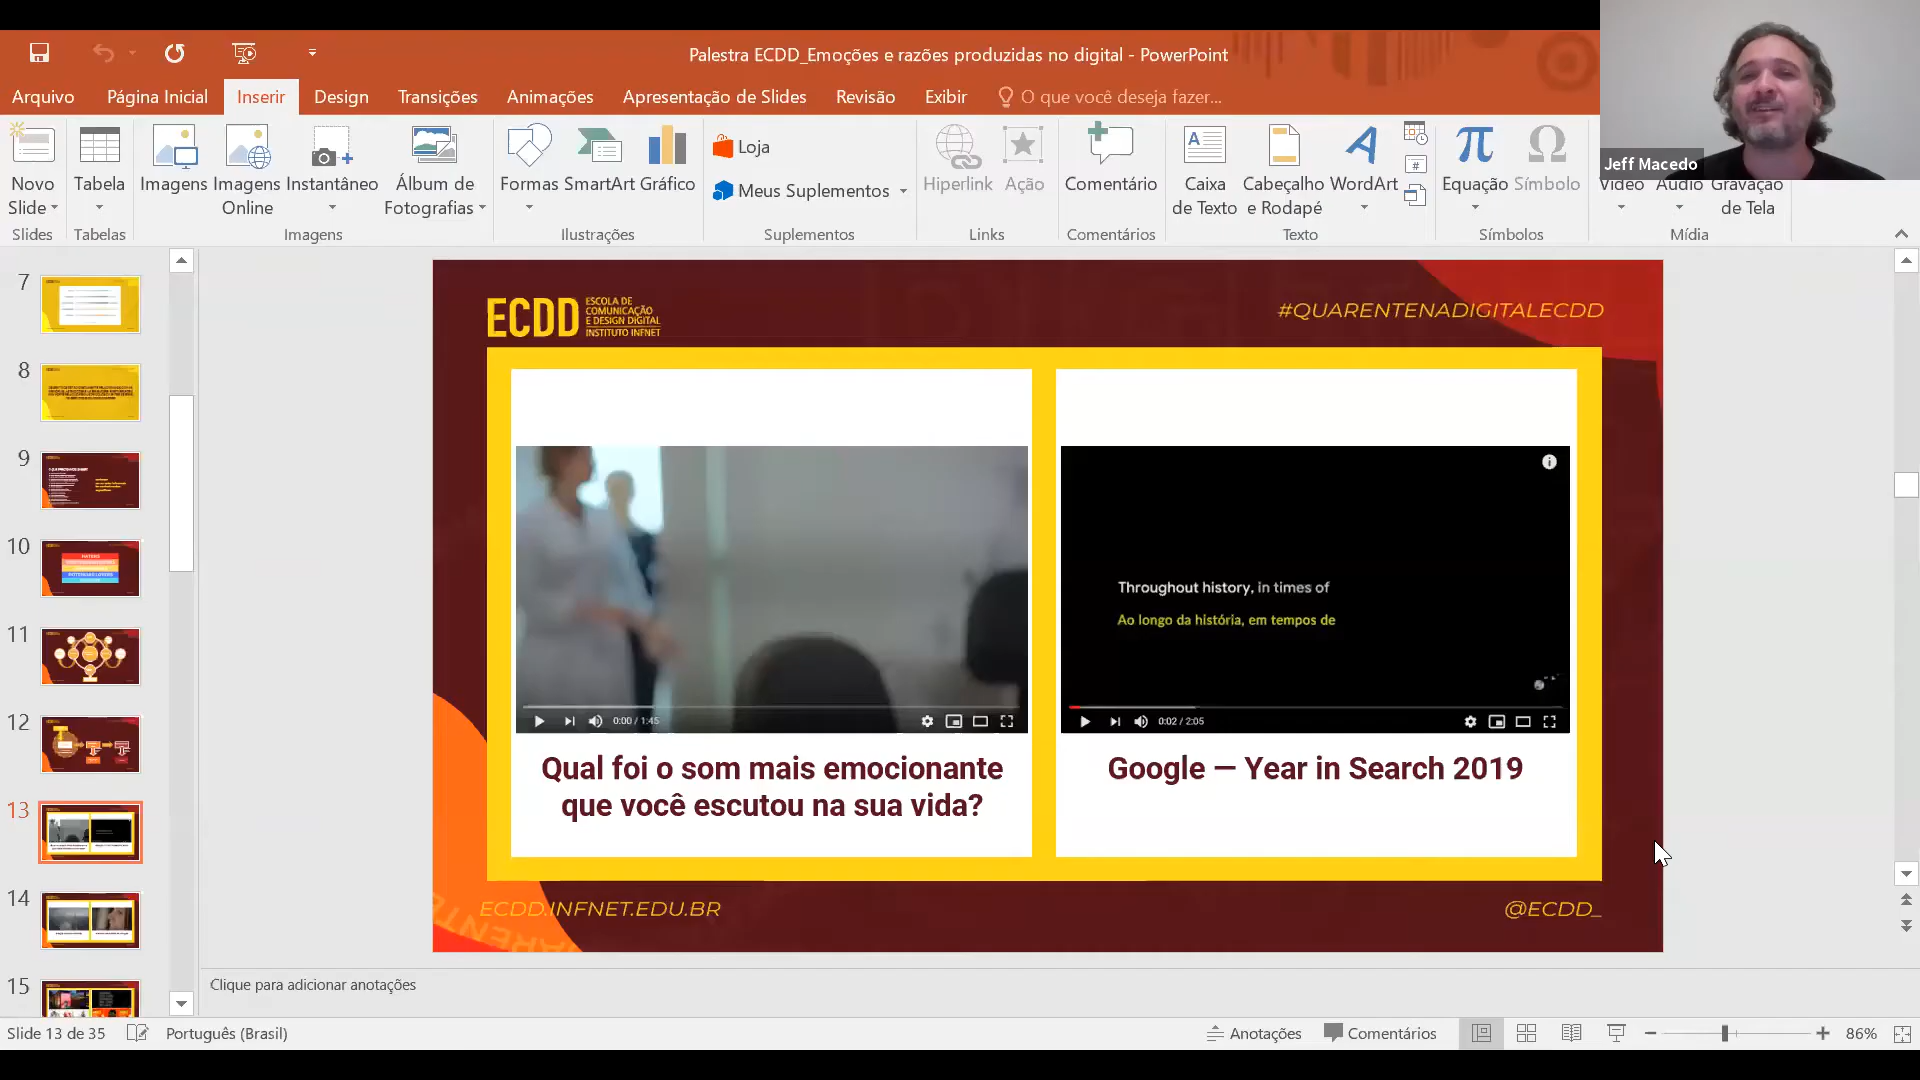 Palestra ECDD_Emoções e razões produzidas no digital - PowerPoint
Arquivo Página Inicial Inserir Design Transições Animações Apresentação de Slides Revisão Exibir O que você deseja fazer...
Jeff Macedo
Novo Slide
Tabela
Imagens
Imagens Online
Instantâneo
Álbum de Fotografias
Formas
SmartArt
Gráfico
Loja
Meus Suplementos
Hiperlink
Ação
Comentário
Caixa de Texto
Cabeçalho e Rodapé
WordArt
Equação
Símbolo
Vídeo
Áudio
Gravação de Tela
Slides Tabelas Imagens Ilustrações Suplementos Links Comentários Texto Símbolos Mídia
7
8
9
10
11
12
13
14
15
ECDD
ESCOLA DE
COMUNICAÇÃO
E DESIGN DIGITAL
INSTITUTO INFNET
#QUARENTENADIGITALECDD
0:00 / 1:45
Qual foi o som mais emocionante
que você escutou na sua vida?
Throughout history, in times of
Ao longo da história, em tempos de
0:02 / 2:05
Google — Year in Search 2019
ECDD.INFNET.EDU.BR
@ECDD_
Clique para adicionar anotações
Slide 13 de 35 Português (Brasil) Anotações Comentários 86%